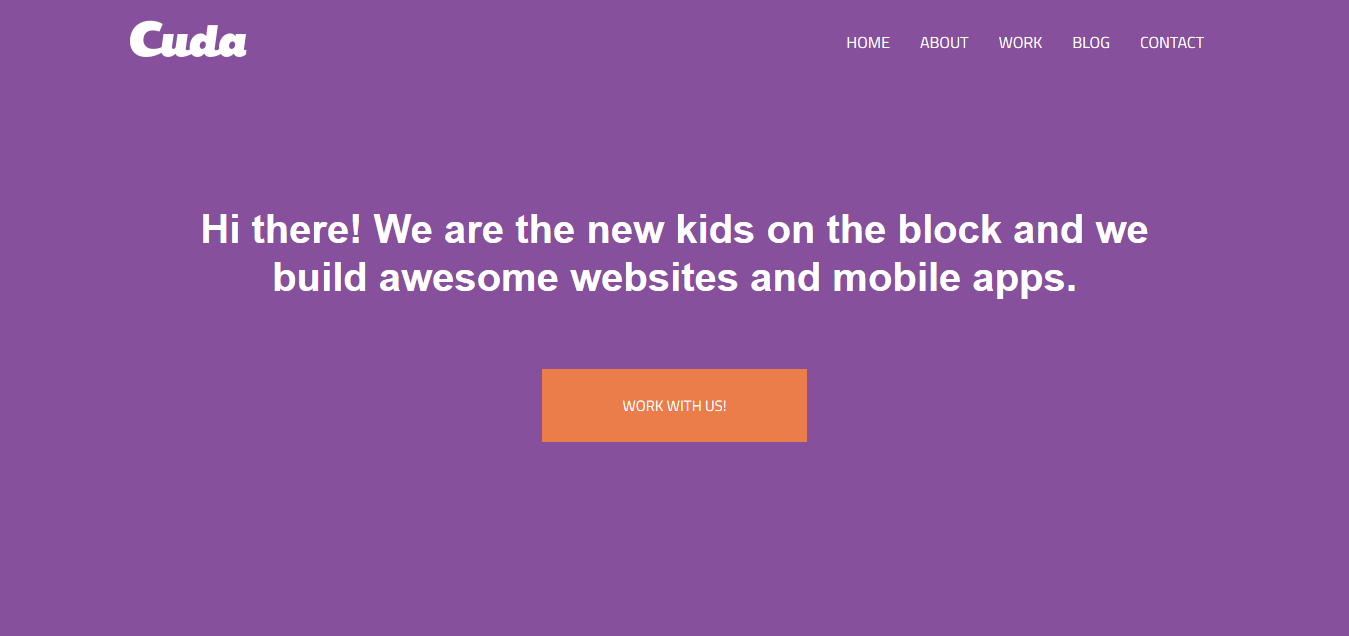 Cuda
HOME ABOUT WORK BLOG CONTACT
Hi there! We are the new kids on the block and we
build awesome websites and mobile apps.
WORK WITH US!